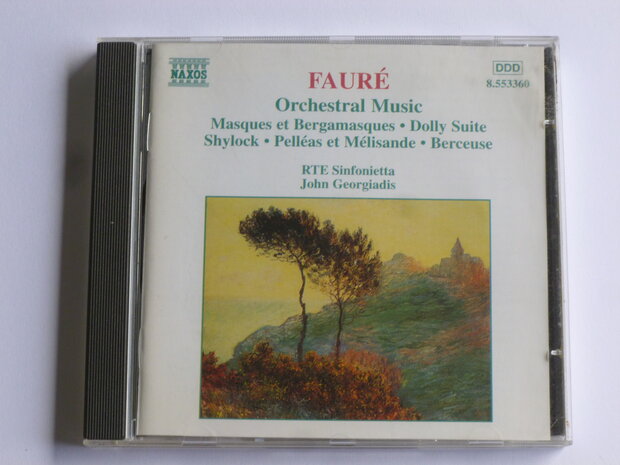 NAXOS
DDD
8.553360
FAURÉ
Orchestral Music
Masques et Bergamasques • Dolly Suite
Shylock • Pelléas et Mélisande • Berceuse
RTE Sinfonietta
John Georgiadis